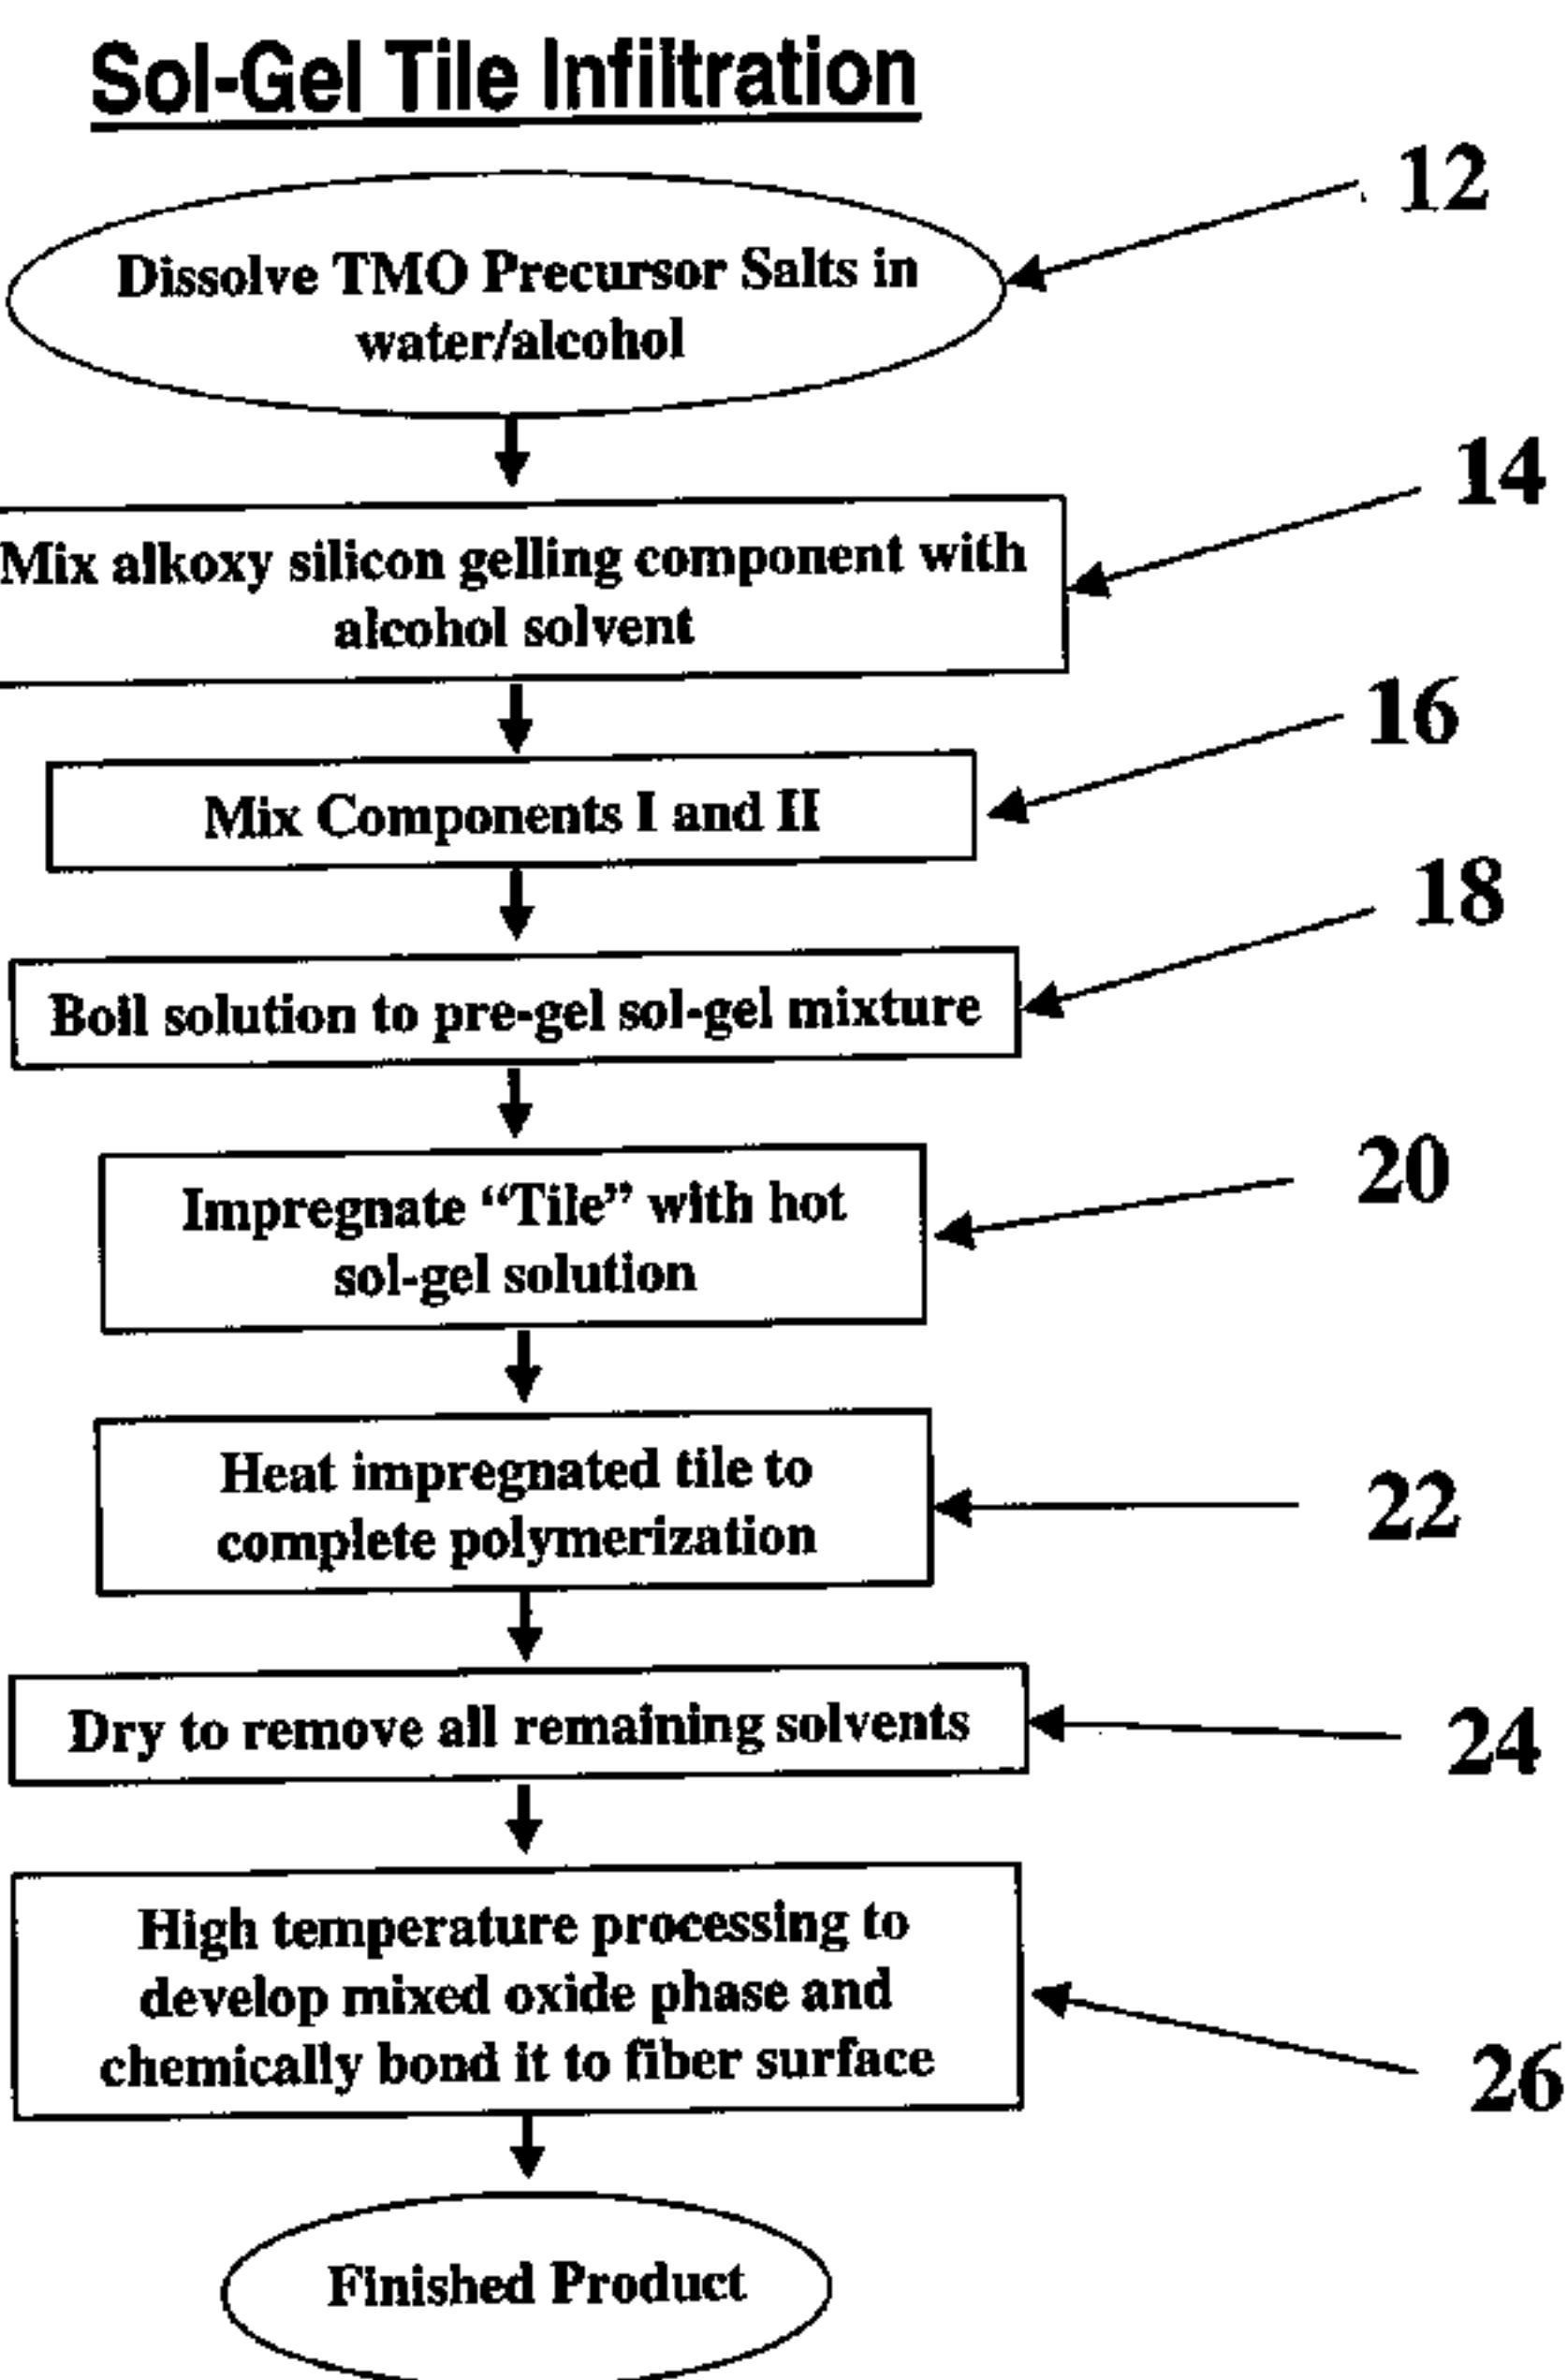 Sol-Gel Tile Infiltration
12
Dissolve TMO Precursor Salts in
water/alcohol
14
Mix alkoxy silicon gelling component with
alcohol solvent
16
Mix Components I and II
18
Boil solution to pre-gel sol-gel mixture
20
Impregnate “Tile” with hot
sol-gel solution
22
Heat impregnated tile to
complete polymerization
24
Dry to remove all remaining solvents
High temperature processing to
develop mixed oxide phase and
chemically bond it to fiber surface
26
Finished Product